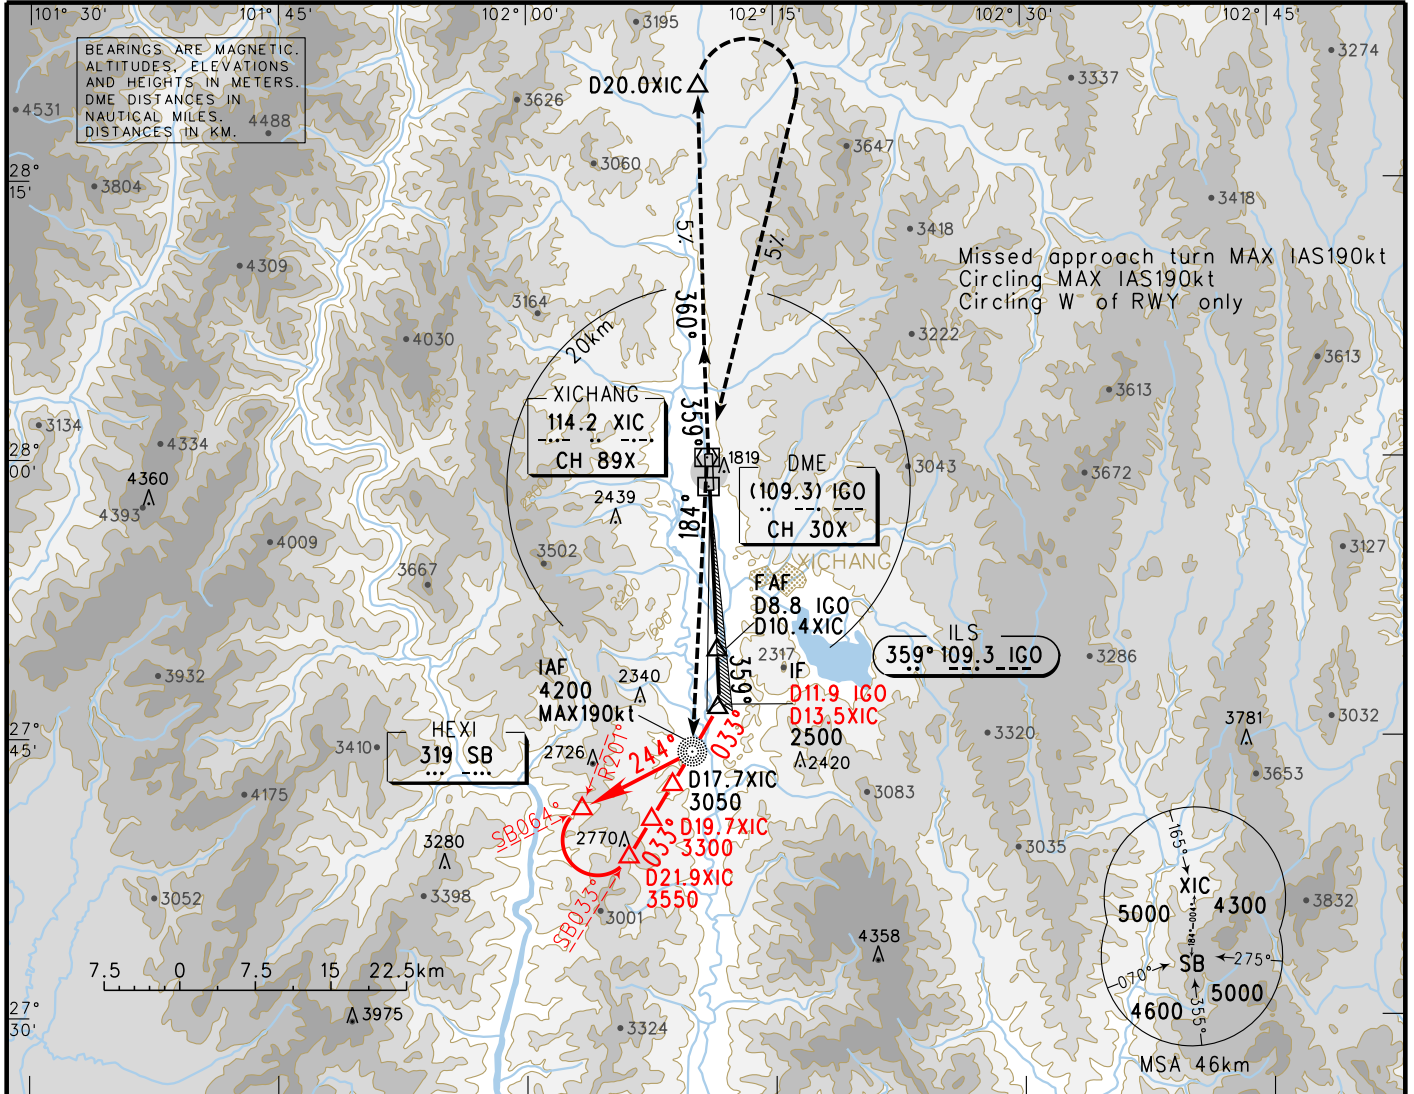 101° 30'
101° 45'
102° 00'
102° 15'
102° 30'
102° 45'
BEARINGS ARE MAGNETIC.
ALTITUDES, ELEVATIONS
AND HEIGHTS IN METERS.
DME DISTANCES IN
NAUTICAL MILES.
DISTANCES IN KM.
3195
3274
3337
D20.0XIC
3626
4531
4488
3647
3060
28°
15'
3804
3418
5%
5%
3418
Missed approach turn MAX IAS190kt
Circling MAX IAS190kt
Circling W of RWY only
4309
3164
360°
20km
4030
3222
3613
3613
XICHANG
114.2 XIC
CH 89X
359°
3134
4334
28°
00'
1819
DME
(109.3) IGO
CH 30X
3043
3672
4360
4393
2439
184°
4009
3502
3127
XICHANG
3667
2200
1600
FAF
D8.8 IGO
D10.4XIC
ILS
359° 109.3 IGO
2317
3286
359°
IAF
4200
MAX190kt
2340
IF
D11.9 IGO
D13.5XIC
2500
3932
27°
45'
HEXI
319 SB
3410
2726
R201°
244°
033°
2420
3781
3032
3320
3653
4175
D17.7XIC
3050
3083
SB064°
2770
033°
D19.7XIC
3300
3280
3035
165°
D21.9XIC
3550
SB033°
3001
3052
3398
XIC
5000
4300
3832
004°
184°
4358
SB
275°
070°
5000
4600
355°
7.5 0 7.5 15 22.5km
3975
27°
30'
3324
MSA 46km